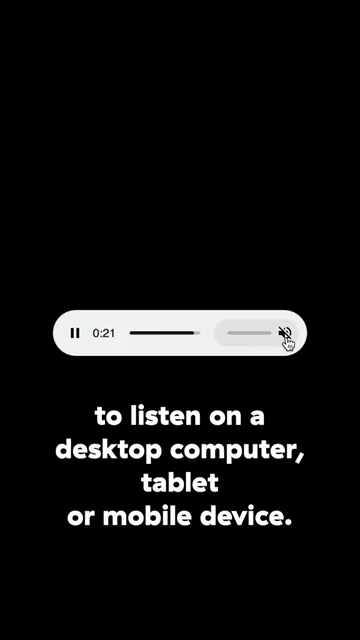 0:21
to listen on a
desktop computer,
tablet
or mobile device.